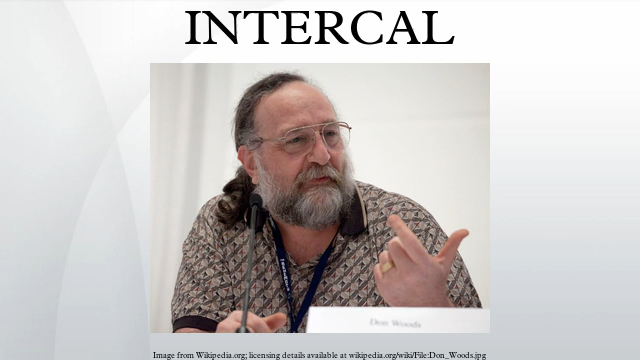 INTERCAL
Don Woods
Image from Wikipedia.org; licensing details available at wikipedia.org/wiki/File:Don_Woods.jpg